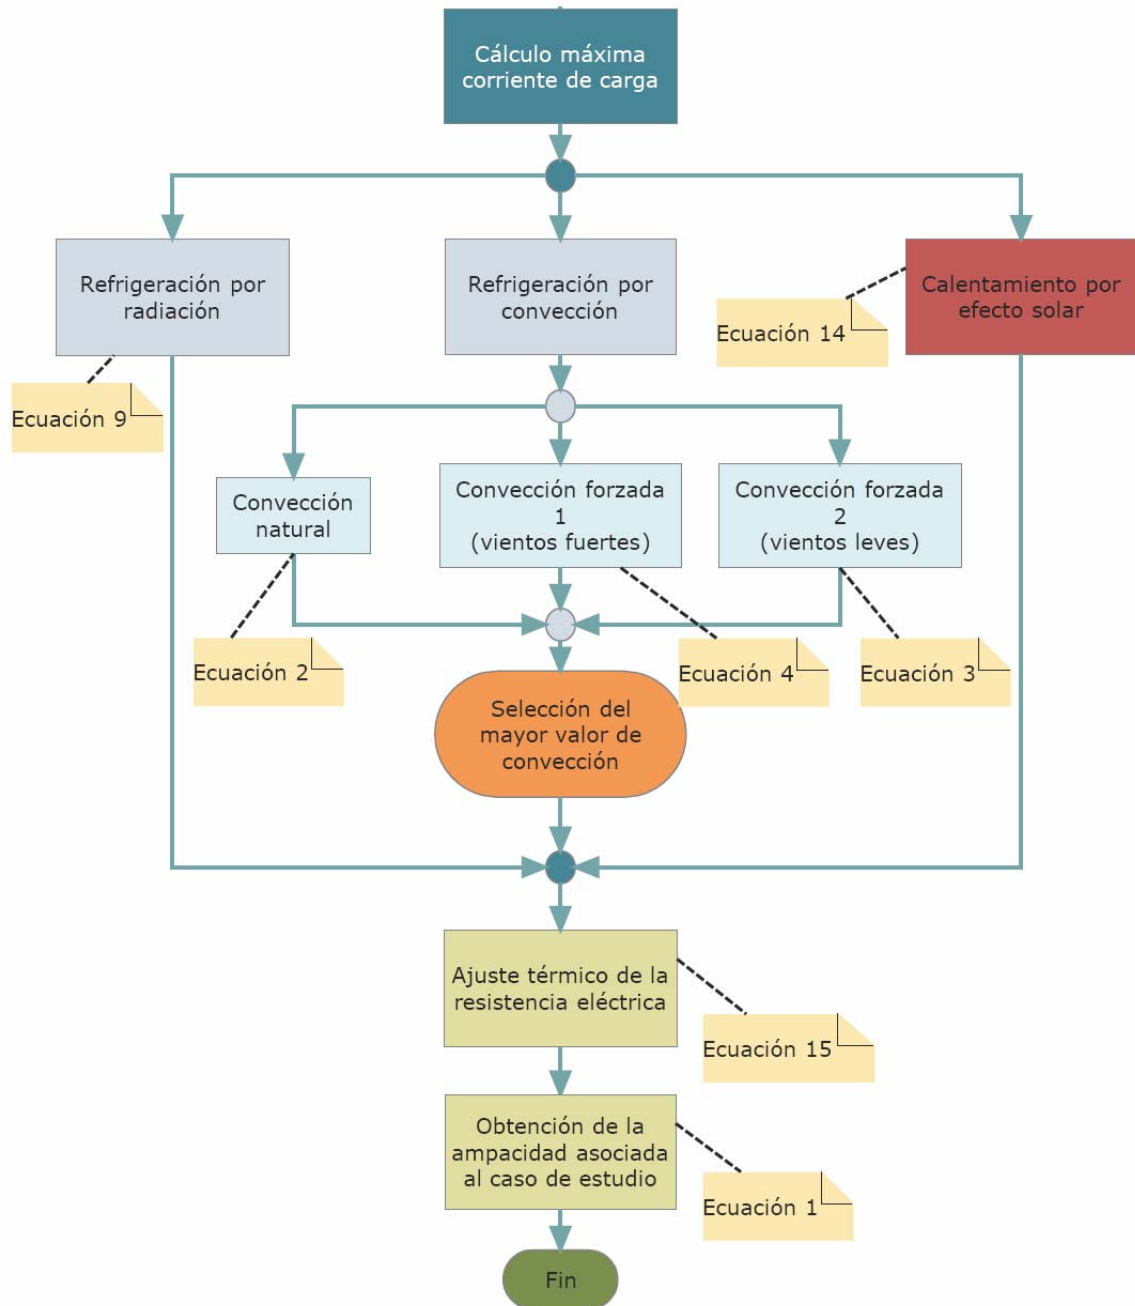 Cálculo máxima
corriente de carga
Refrigeración por
radiación
Refrigeración por
convección
Calentamiento por
efecto solar
Ecuación 14
Ecuación 9
Convección
natural
Convección forzada
1
(vientos fuertes)
Convección forzada
2
(vientos leves)
Ecuación 2
Ecuación 4
Ecuación 3
Selección del
mayor valor de
convección
Ajuste térmico de la
resistencia eléctrica
Ecuación 15
Obtención de la
ampacidad asociada
al caso de estudio
Ecuación 1
Fin